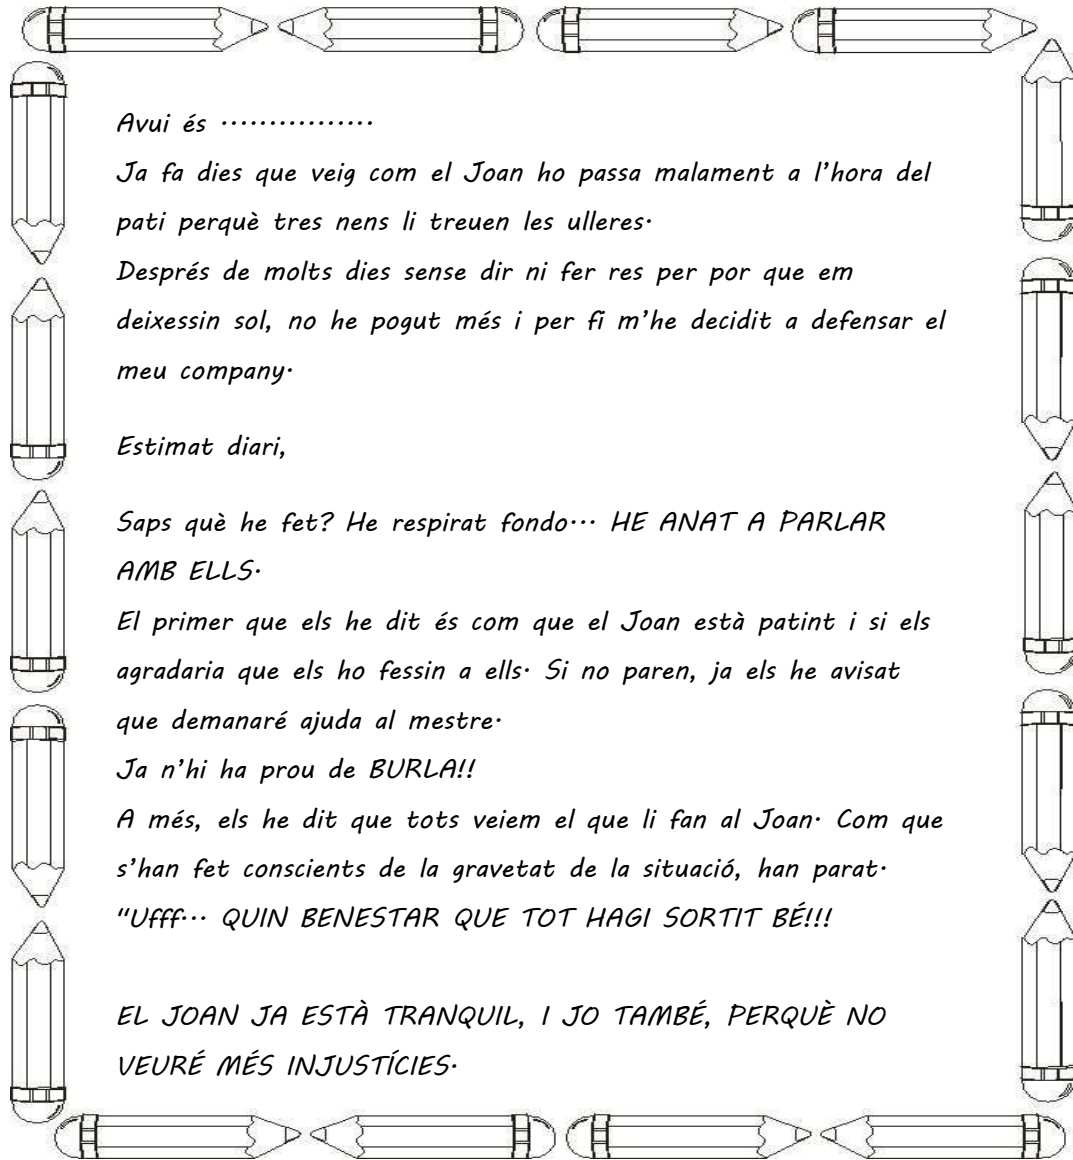 Avui és ................
Ja fa dies que veig com el Joan ho passa malament a l'hora del
pati perquè tres nens li treuen les ulleres.
Després de molts dies sense dir ni fer res per por que em
deixessin sol, no he pogut més i per fi m'he decidit a defensar el
meu company.
Estimat diari,
Saps què he fet? He respirat fondo... HE ANAT A PARLAR
AMB ELLS.
El primer que els he dit és com que el Joan està patint i si els
agradaria que els ho fessin a ells. Si no paren, ja els he avisat
que demanaré ajuda al mestre.
Ja n'hi ha prou de BURLA!!
A més, els he dit que tots veiem el que li fan al Joan. Com que
s'han fet conscients de la gravetat de la situació, han parat.
"Ufff... QUIN BENESTAR QUE TOT HAGI SORTIT BÉ!!!
EL JOAN JA ESTÀ TRANQUIL, I JO TAMBÉ, PERQUÈ NO
VEURÉ MÉS INJUSTÍCIES.